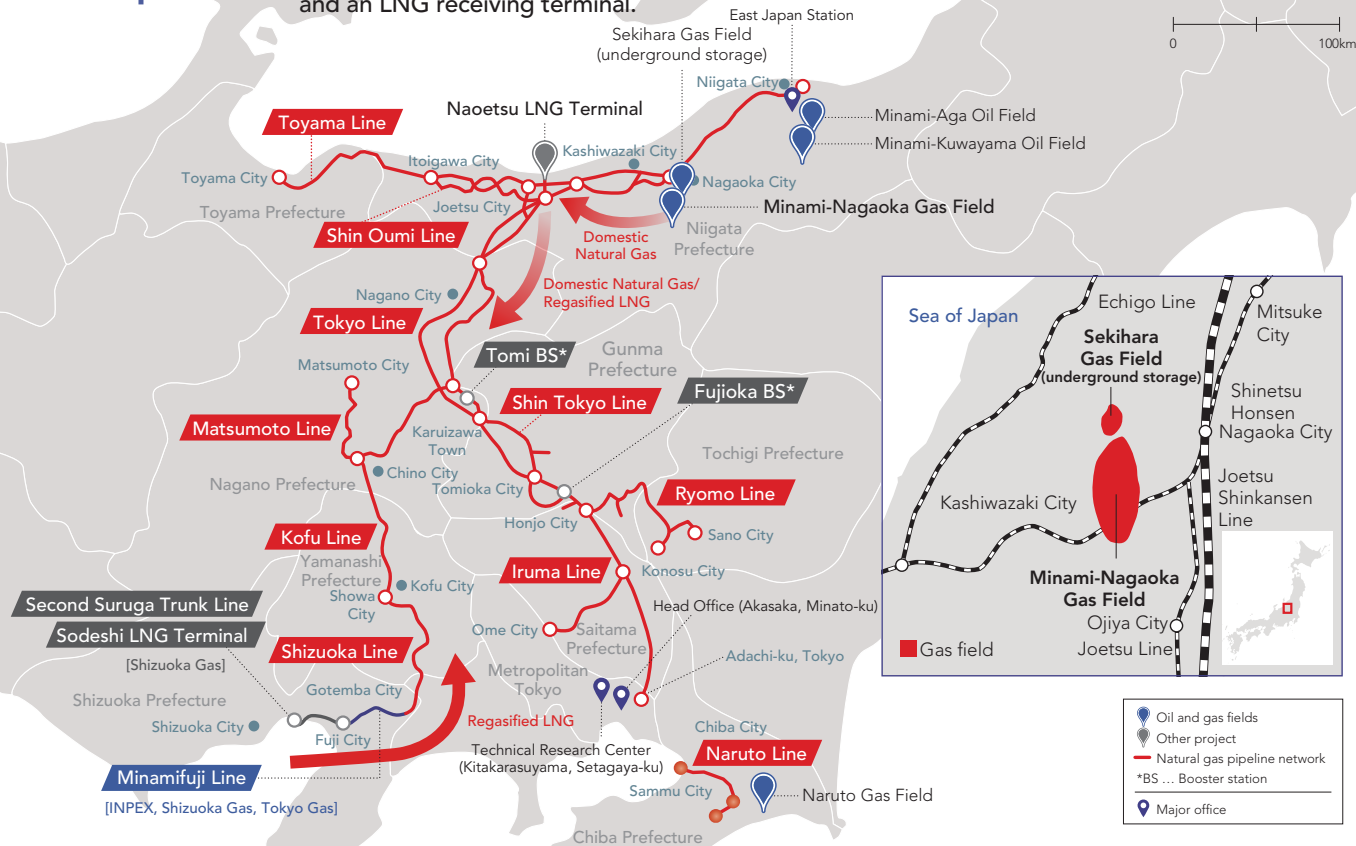 and an LNG receiving terminal.
East Japan Station
Sekihara Gas Field
(underground storage)
0
100km
Niigata City
Naoetsu LNG Terminal
Minami-Aga Oil Field
Toyama Line
Minami-Kuwayama Oil Field
Kashiwazaki City
Itoigawa City
Toyama City
Nagaoka City
Toyama Prefecture
Joetsu City
Minami-Nagaoka Gas Field
Shin Oumi Line
Domestic
Natural Gas
Niigata
Prefecture
Domestic Natural Gas/
Regasified LNG
Nagano City
Tokyo Line
Tomi BS*
Gunma
Prefecture
Matsumoto City
Fujioka BS*
Shin Tokyo Line
Matsumoto Line
Karuizawa
Town
Tochigi Prefecture
Chino City
Nagano Prefecture
Tomioka City
Ryomo Line
Honjo City
Sano City
Kofu Line
Yamanashi
Prefecture
Iruma Line
Konosu City
Kofu City
Showa
City
Second Suruga Trunk Line
Head Office (Akasaka, Minato-ku)
Sodeshi LNG Terminal
Ome City
Saitama
Prefecture
[Shizuoka Gas]
Shizuoka Line
Adachi-ku, Tokyo
Metropolitan
Tokyo
Gotemba City
Shizuoka Prefecture
Regasified LNG
Shizuoka City
Fuji City
Chiba City
Technical Research Center
(Kitakarasuyama, Setagaya-ku)
Naruto Line
Minamifuji Line
Sammu City
Naruto Gas Field
[INPEX, Shizuoka Gas, Tokyo Gas]
Chiba Prefecture
Sea of Japan
Echigo Line
Mitsuke
City
Sekihara
Gas Field
(underground storage)
Shinetsu
Honsen
Nagaoka City
Joetsu
Shinkansen
Line
Kashiwazaki City
Minami-Nagaoka
Gas Field
Ojiya City
Joetsu Line
Gas field
Oil and gas fields
Other project
Natural gas pipeline network
*BS ... Booster station
Major office